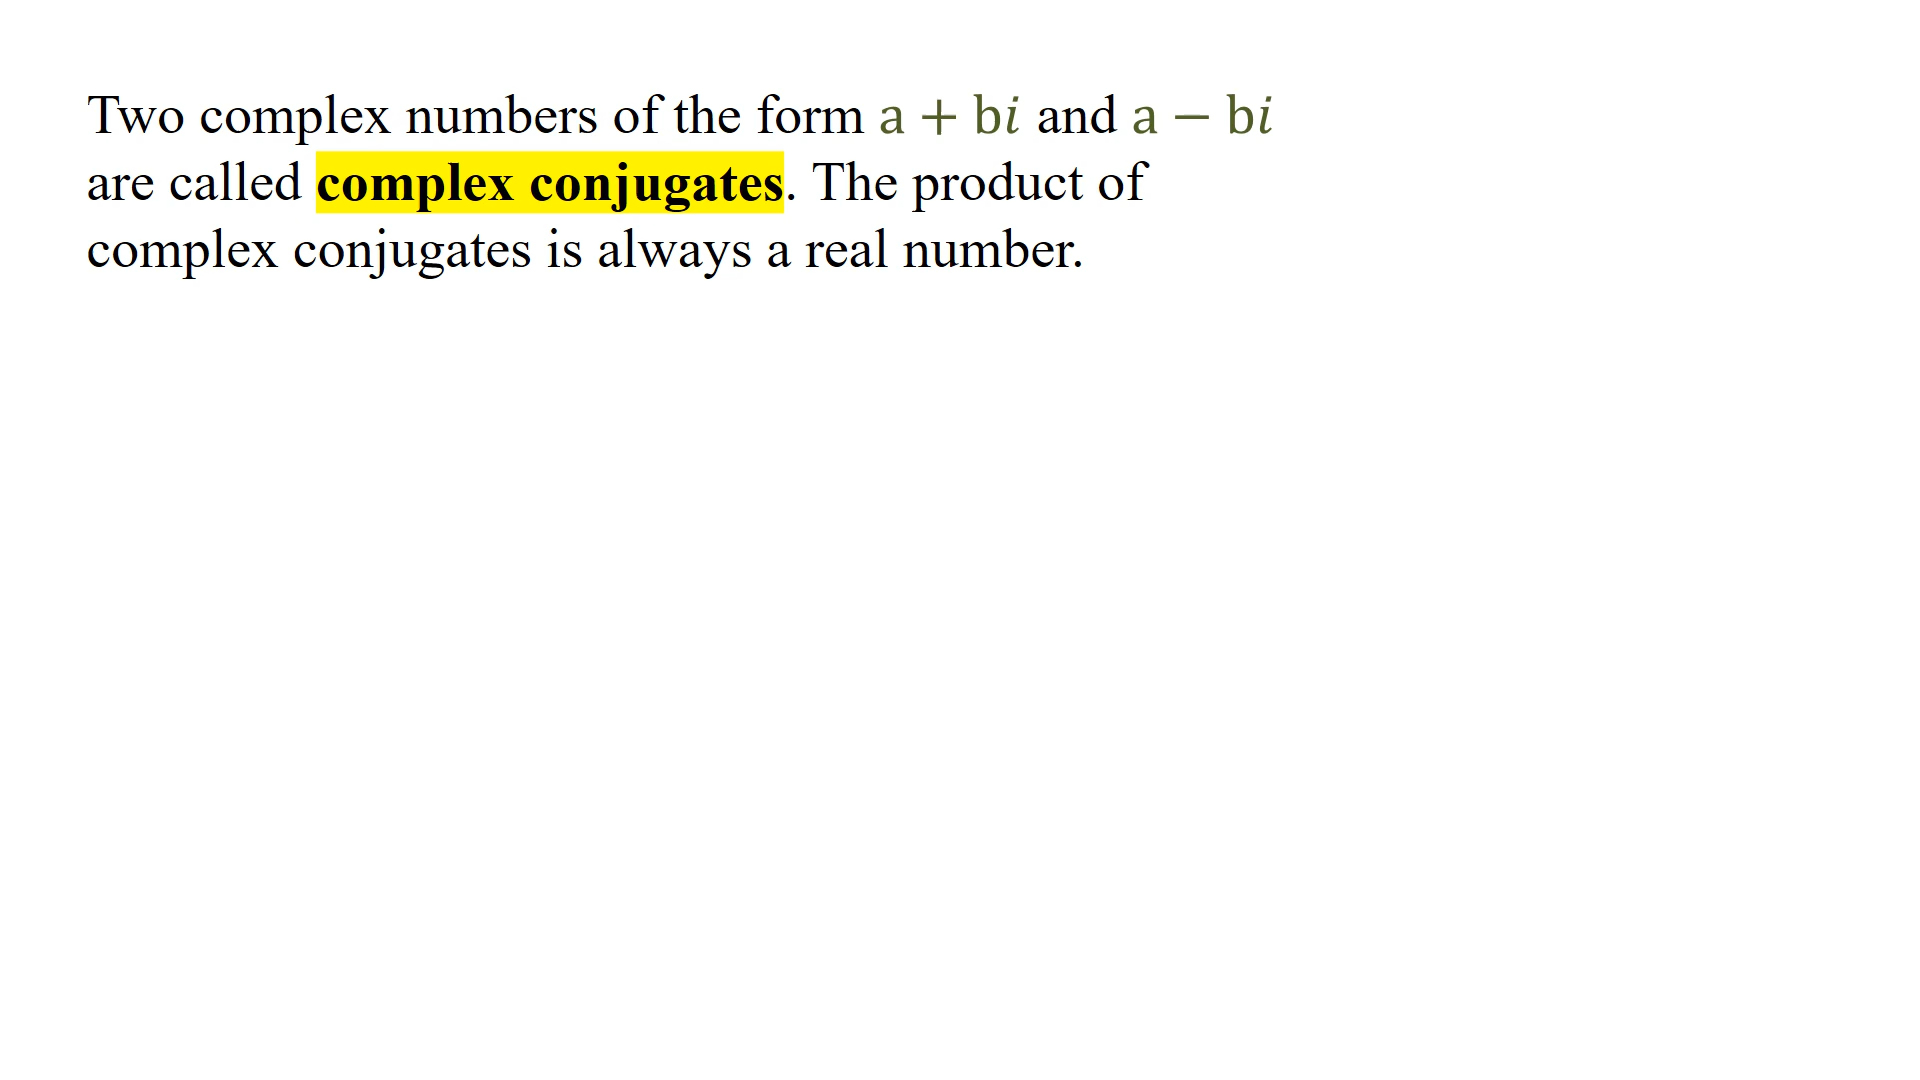 Two complex numbers of the form a + bi and a − bi
are called complex conjugates. The product of
complex conjugates is always a real number.